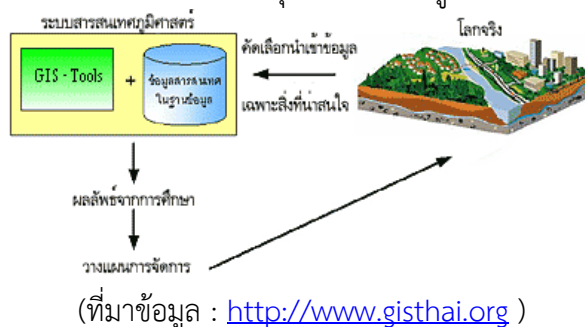 ระบบสารสนเทศภูมิศาสตร์
โลกจริง
คัดเลือกนำเข้าข้อมูล
GIS - Tools
+
ข้อมูลสารสนเทศ
ในฐานข้อมูล
เฉพาะสิ่งที่น่าสนใจ
ผลลัพธ์จากการศึกษา
วางแผนการจัดการ
(ที่มาข้อมูล : http://www.gisthai.org )